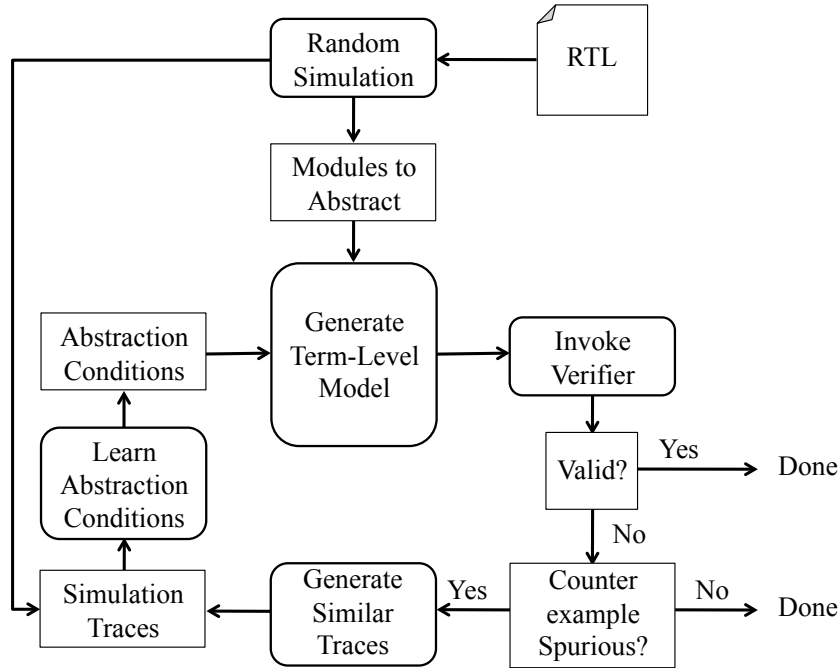 Random
Simulation
RTL
Modules to
Abstract
Abstraction
Conditions
Generate
Term-Level
Model
Invoke
Verifier
Learn
Abstraction
Conditions
Valid?
Yes
Done
No
Simulation
Traces
Generate
Similar
Traces
Yes
Counter
example
Spurious?
No
Done